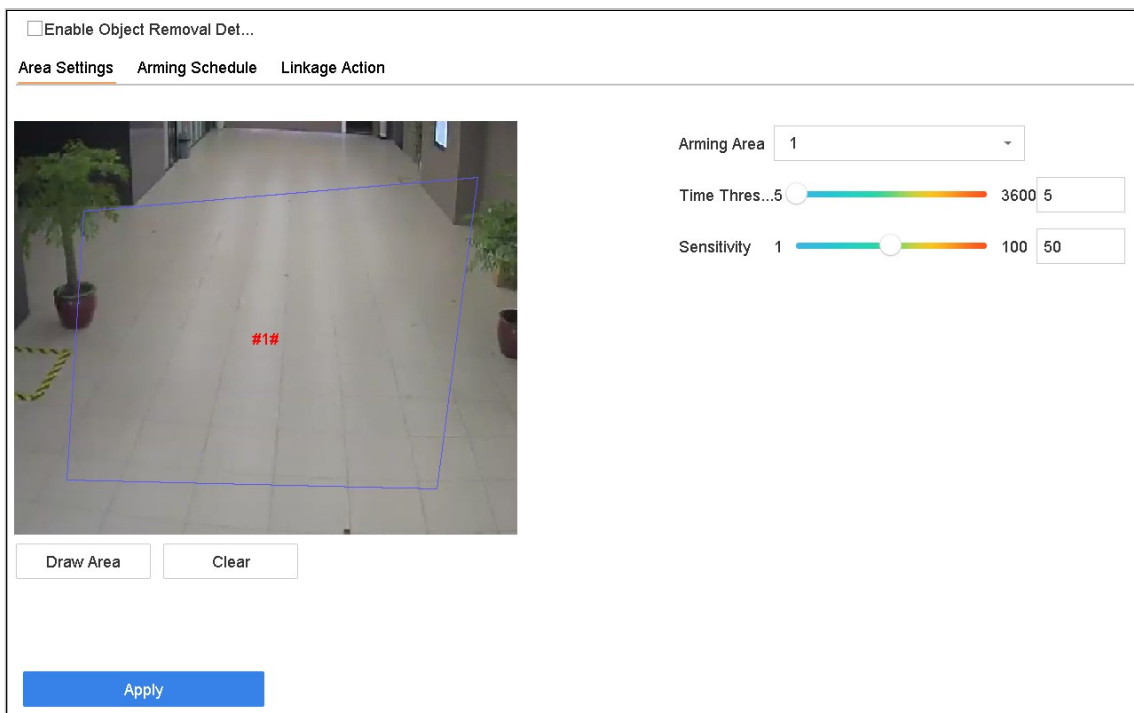 Enable Object Removal Det...
Area Settings Arming Schedule Linkage Action
Arming Area 1
Time Thres...5 3600 5
Sensitivity 1 100 50
#1#
Draw Area Clear
Apply